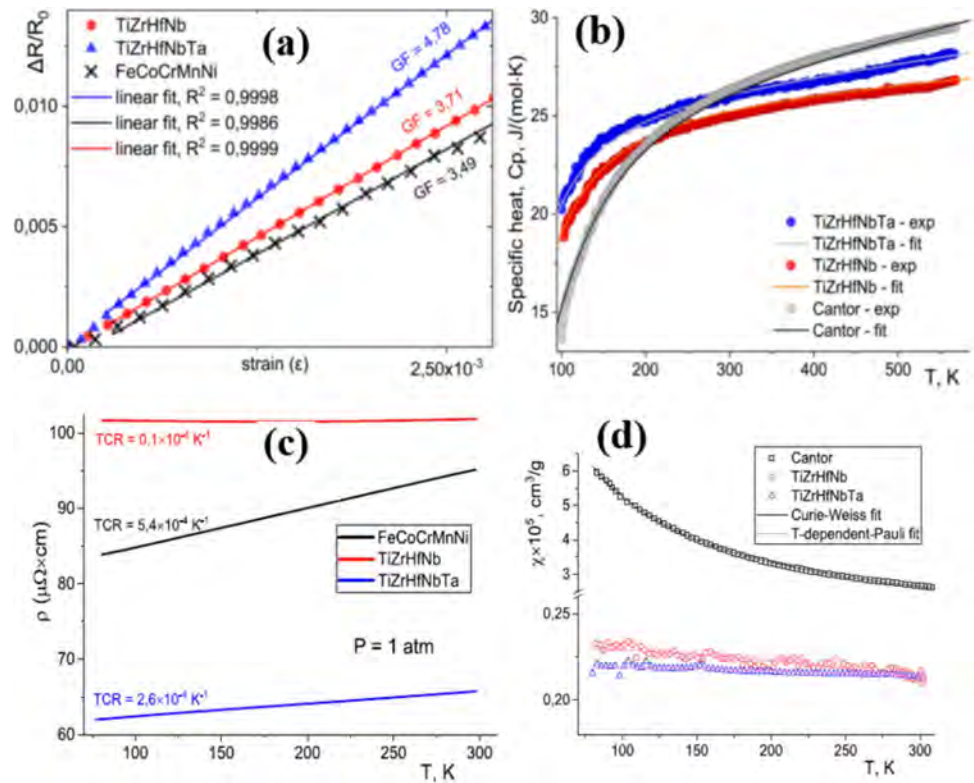 (a)
ΔR/R₀
TiZrHfNb
TiZrHfNbTa
FeCoCrMnNi
linear fit, R² = 0,9998
linear fit, R² = 0,9986
linear fit, R² = 0,9999
GF = 4,78
GF = 3,71
GF = 3,49
0,010
0,005
0,000
0,00
2,50×10⁻³
strain (ε)
(b)
Specific heat, Cp, J/(mol·K)
30
25
20
15
TiZrHfNbTa - exp
TiZrHfNbTa - fit
TiZrHfNb - exp
TiZrHfNb - fit
Cantor - exp
Cantor - fit
100
200
300
400
500
T, K
(c)
ρ (μΩ×cm)
100
90
80
70
60
TCR = 0,1×10⁻⁴ K⁻¹
TCR = 5,4×10⁻⁴ K⁻¹
FeCoCrMnNi
TiZrHfNb
TiZrHfNbTa
P = 1 atm
TCR = 2,6×10⁻⁴ K⁻¹
100
150
200
250
300
T, K
(d)
χ×10⁵, cm³/g
6
5
4
3
0,25
0,20
Cantor
TiZrHfNb
TiZrHfNbTa
Curie-Weiss fit
T-dependent-Pauli fit
100
150
200
250
300
T, K